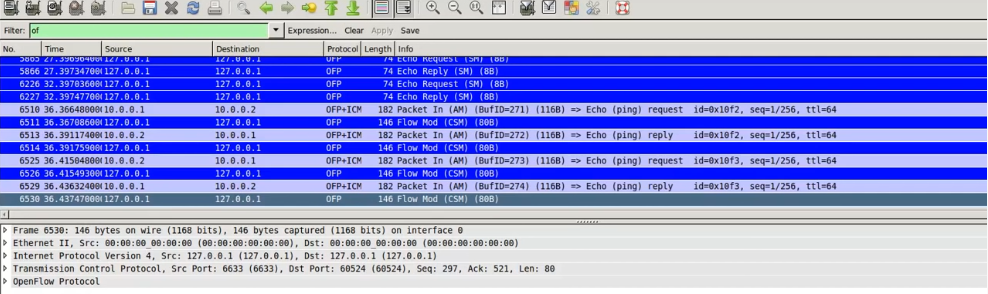 Filter: of Expression... Clear Apply Save
No. Time Source Destination Protocol Length Info
5865 27.39696400 127.0.0.1 127.0.0.1 OFP 74 Echo Request (SM) (8B)
5866 27.39734700 127.0.0.1 127.0.0.1 OFP 74 Echo Reply (SM) (8B)
6226 32.39703600 127.0.0.1 127.0.0.1 OFP 74 Echo Request (SM) (8B)
6227 32.39747700 127.0.0.1 127.0.0.1 OFP 74 Echo Reply (SM) (8B)
6510 36.36648000 10.0.0.1 10.0.0.2 OFP+ICM 182 Packet In (AM) (BufID=271) (116B) => Echo (ping) request id=0x10f2, seq=1/256, ttl=64
6511 36.36708600 127.0.0.1 127.0.0.1 OFP 146 Flow Mod (CSM) (80B)
6513 36.39117400 10.0.0.2 10.0.0.1 OFP+ICM 182 Packet In (AM) (BufID=272) (116B) => Echo (ping) reply id=0x10f2, seq=1/256, ttl=64
6514 36.39175900 127.0.0.1 127.0.0.1 OFP 146 Flow Mod (CSM) (80B)
6525 36.41504800 10.0.0.2 10.0.0.1 OFP+ICM 182 Packet In (AM) (BufID=273) (116B) => Echo (ping) request id=0x10f3, seq=1/256, ttl=64
6526 36.41549300 127.0.0.1 127.0.0.1 OFP 146 Flow Mod (CSM) (80B)
6529 36.43632400 10.0.0.1 10.0.0.2 OFP+ICM 182 Packet In (AM) (BufID=274) (116B) => Echo (ping) reply id=0x10f3, seq=1/256, ttl=64
6530 36.43747000 127.0.0.1 127.0.0.1 OFP 146 Flow Mod (CSM) (80B)
Frame 6530: 146 bytes on wire (1168 bits), 146 bytes captured (1168 bits) on interface 0
Ethernet II, Src: 00:00:00_00:00:00 (00:00:00:00:00:00), Dst: 00:00:00_00:00:00 (00:00:00:00:00:00)
Internet Protocol Version 4, Src: 127.0.0.1 (127.0.0.1), Dst: 127.0.0.1 (127.0.0.1)
Transmission Control Protocol, Src Port: 6633 (6633), Dst Port: 60524 (60524), Seq: 297, Ack: 521, Len: 80
OpenFlow Protocol